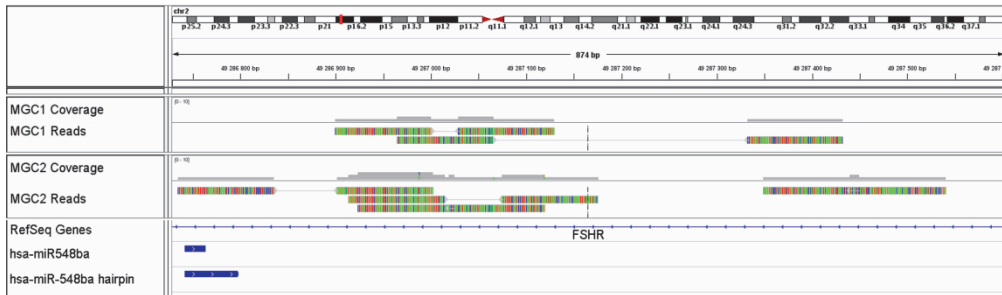 chr2
p25.2 p24.3 p23.3 p22.3 p21 p16.2 p15 p13.3 p12 p11.2 q11.1 q12.1 q13 q14.2 q21.1 q22.1 q23.1 q24.1 q24.3 q31.2 q32.2 q33.1 q34 q35 q36.2 q37.1
874 bp
49 286 800 bp 49 286 900 bp 49 287 000 bp 49 287 100 bp 49 287 200 bp 49 287 300 bp 49 287 400 bp 49 287 500 bp 49 287
MGC1 Coverage
[0 - 10]
MGC1 Reads
MGC2 Coverage
[0 - 10]
MGC2 Reads
RefSeq Genes
FSHR
hsa-miR548ba
hsa-miR-548ba hairpin